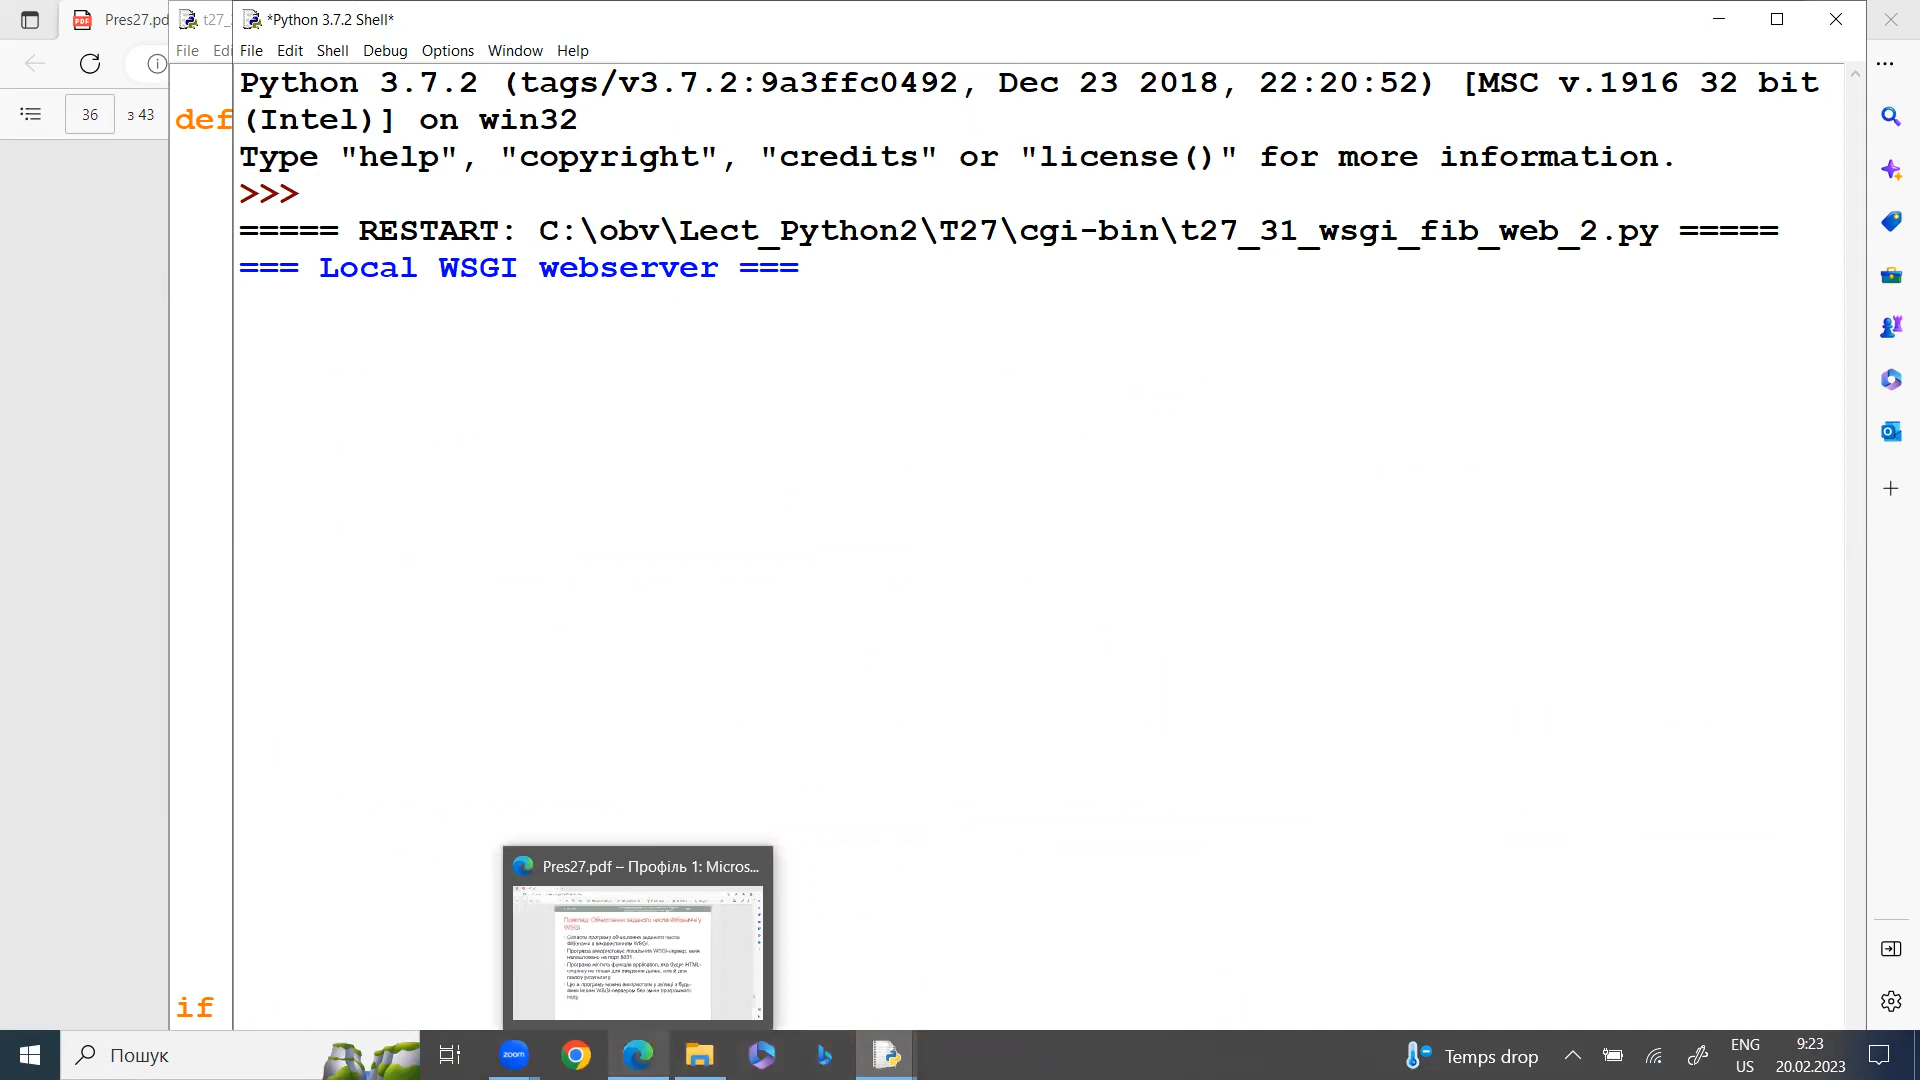 Pres27.pd
t27_
*Python 3.7.2 Shell*
File
File Edit Shell Debug Options Window Help
36
з 43
Python 3.7.2 (tags/v3.7.2:9a3ffc0492, Dec 23 2018, 22:20:52) [MSC v.1916 32 bit
def
(Intel)] on win32
Type "help", "copyright", "credits" or "license()" for more information.
>>>
===== RESTART: C:\obv\Lect_Python2\T27\cgi-bin\t27_31_wsgi_fib_web_2.py =====
=== Local WSGI webserver ===
Pres27.pdf – Профіль 1: Micros...
if
Пошук
zoom
Temps drop
ENG
US
9:23
20.02.2023